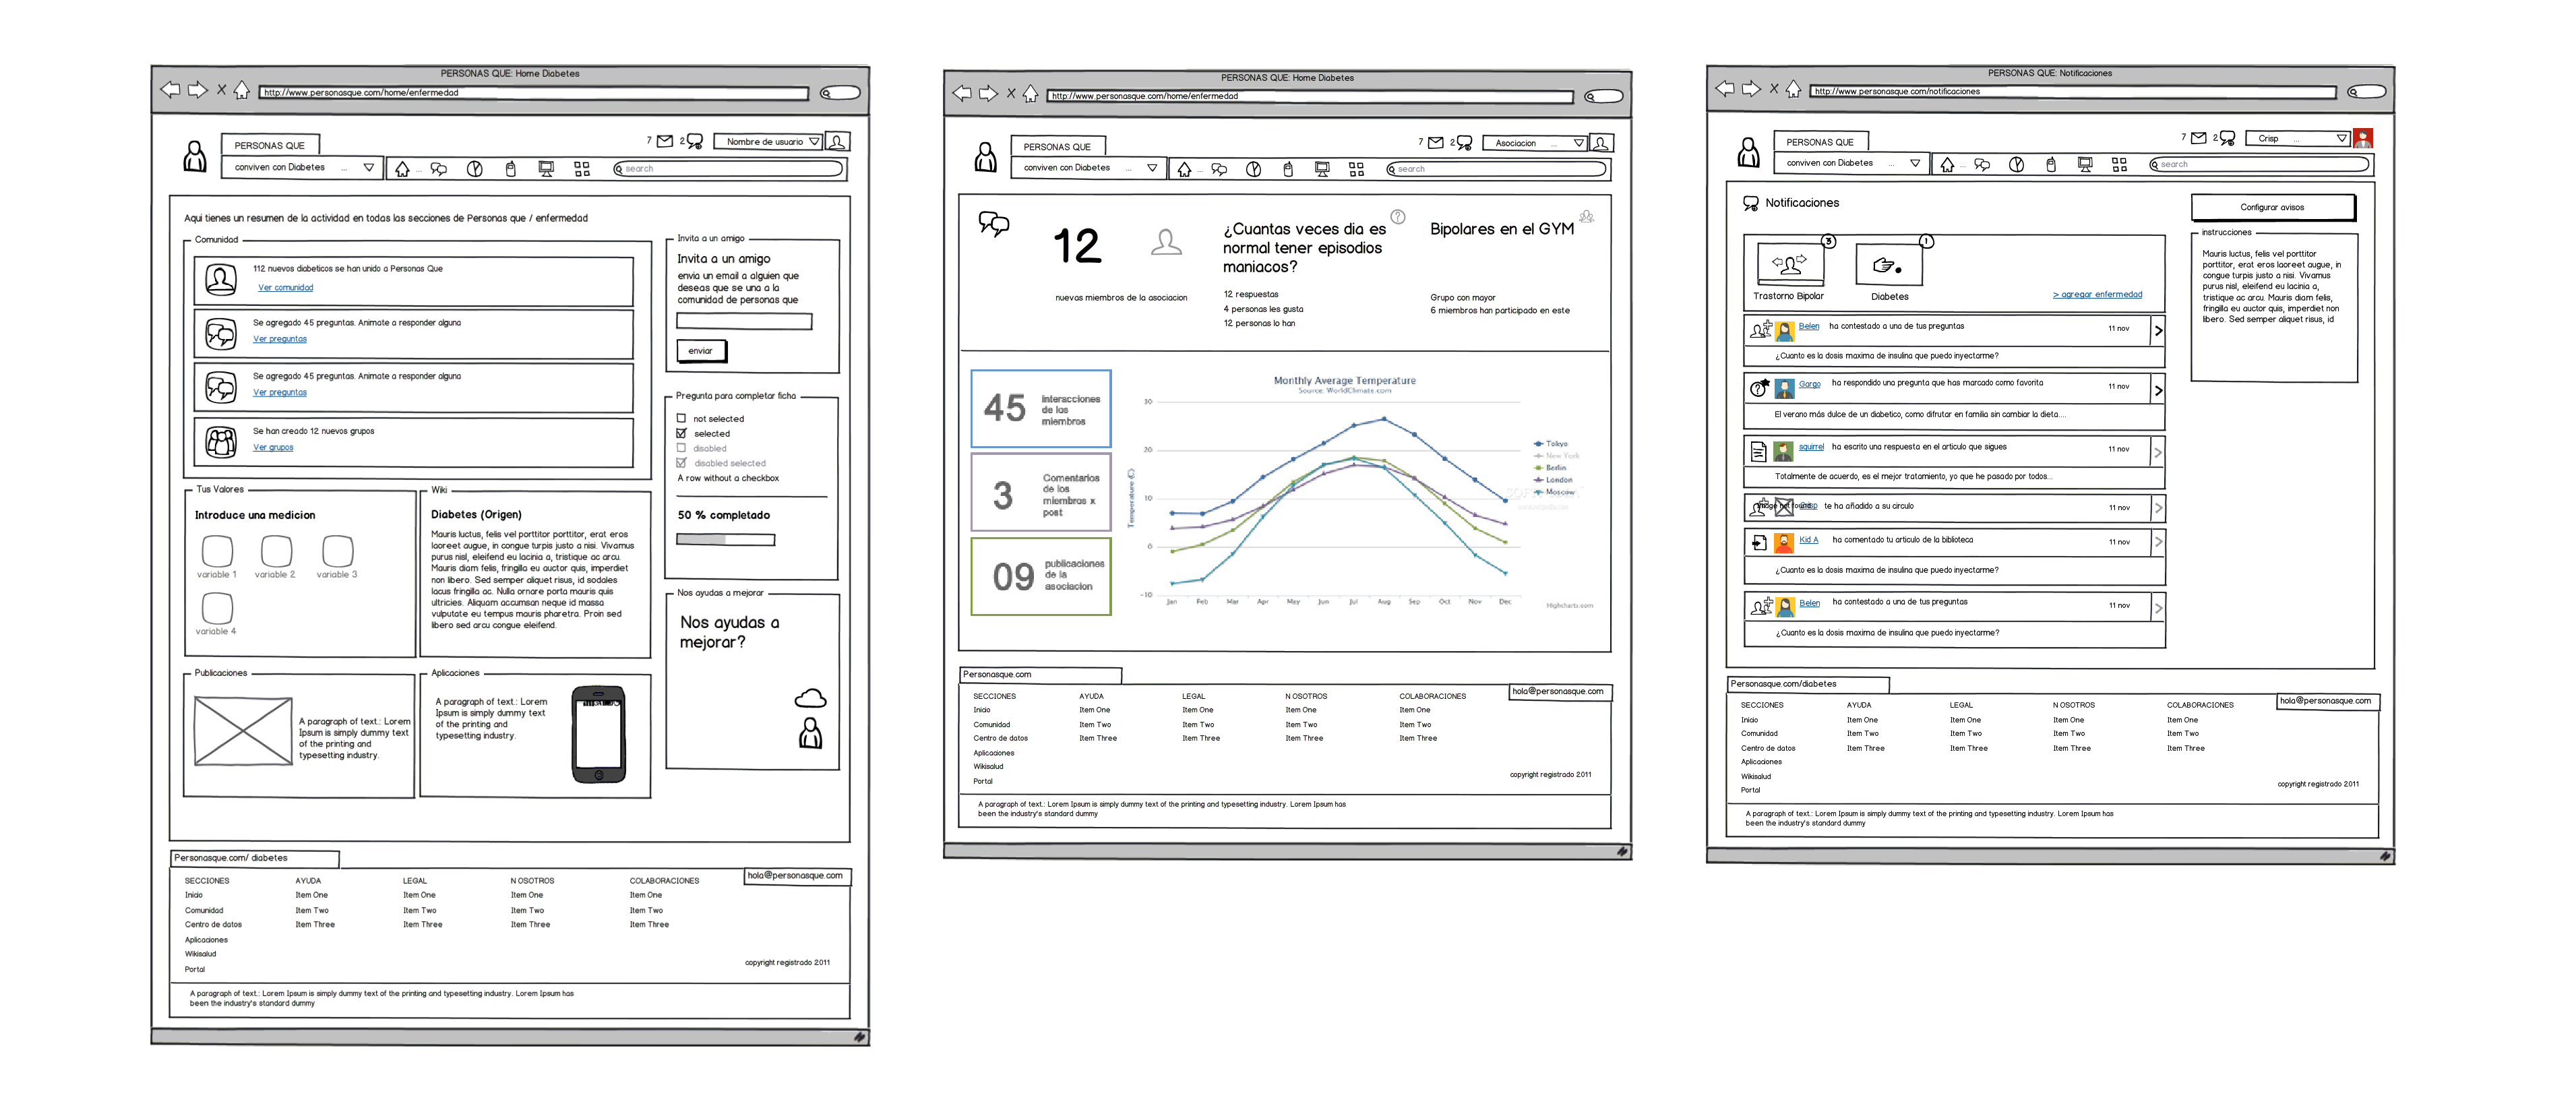 PERSONAS QUE: Home Diabetes
http://www.personasque.com/home/enfermedad
PERSONAS QUE
7
2
Nombre de usuario
conviven con Diabetes ...
...
search
Aqui tienes un resumen de la actividad en todas las secciones de Personas que / enfermedad
Comunidad
112 nuevos diabeticos se han unido a Personas Que
Ver comunidad
Se agregado 45 preguntas. Animate a responder alguna
Ver preguntas
Se agregado 45 preguntas. Animate a responder alguna
Ver preguntas
Se han creado 12 nuevos grupos
Ver grupos
Invita a un amigo
Invita a un amigo
envia un email a alguien que
deseas que se una a la
comunidad de personas que
enviar
Pregunta para completar ficha
not selected
selected
disabled
disabled selected
A row without a checkbox
50 % completado
Tus Valores
Introduce una medicion
variable 1
variable 2
variable 3
variable 4
Wiki
Diabetes (Origen)
Mauris luctus, felis vel porttitor porttitor, erat eros
laoreet augue, in congue turpis justo a nisi. Vivamus
purus nisl, eleifend eu lacinia a, tristique ac arcu.
Mauris diam felis, fringilla eu auctor quis, imperdiet
non libero. Sed semper aliquet risus, id sodales
lacus fringilla ac. Nulla ornare porta mauris quis
ultricies. Aliquam accumsan neque id massa
vulputate eu tempus mauris pharetra. Proin sed
libero sed arcu congue eleifend.
Nos ayudas a mejorar
Nos ayudas a
mejorar?
Publicaciones
A paragraph of text.: Lorem
Ipsum is simply dummy text
of the printing and
typesetting industry.
Aplicaciones
A paragraph of text.: Lorem
Ipsum is simply dummy text
of the printing and
typesetting industry.
Personasque.com/ diabetes
hola@personasque.com
SECCIONES
Inicio
Comunidad
Centro de datos
Aplicaciones
Wikisalud
Portal
AYUDA
Item One
Item Two
Item Three
LEGAL
Item One
Item Two
Item Three
N OSOTROS
Item One
Item Two
Item Three
COLABORACIONES
Item One
Item Two
Item Three
copyright registrado 2011
A paragraph of text.: Lorem Ipsum is simply dummy text of the printing and typesetting industry. Lorem Ipsum has
been the industry's standard dummy
PERSONAS QUE: Home Diabetes
http://www.personasque.com/home/enfermedad
PERSONAS QUE
7
2
Asociacion ...
conviven con Diabetes ...
...
search
12
nuevas miembros de la asociacion
¿Cuantas veces dia es
normal tener episodios
maniacos?
12 respuestas
4 personas les gusta
12 personas lo han
Bipolares en el GYM
Grupo con mayor
6 miembros han participado en este
45
interacciones
de los
miembros
3
Comentarios
de los
miembros x
post
09
publicaciones
de la
asociacion
Monthly Average Temperature
Source: WorldClimate.com
Temperature (°C)
30
20
10
0
-10
Jan Feb Mar Apr May Jun Jul Aug Sep Oct Nov Dec
Tokyo
New York
Berlin
London
Moscow
Highcharts.com
Personasque.com
hola@personasque.com
SECCIONES
Inicio
Comunidad
Centro de datos
Aplicaciones
Wikisalud
Portal
AYUDA
Item One
Item Two
Item Three
LEGAL
Item One
Item Two
Item Three
N OSOTROS
Item One
Item Two
Item Three
COLABORACIONES
Item One
Item Two
Item Three
copyright registrado 2011
A paragraph of text.: Lorem Ipsum is simply dummy text of the printing and typesetting industry. Lorem Ipsum has
been the industry's standard dummy
PERSONAS QUE: Notificaciones
http://www.personasque.com/notificaciones
PERSONAS QUE
7
2
Crisp ...
conviven con Diabetes ...
...
search
Notificaciones
Configurar avisos
3
Trastorno Bipolar
1
Diabetes
> agregar enfermedad
instrucciones
Mauris luctus, felis vel porttitor
porttitor, erat eros laoreet augue, in
congue turpis justo a nisi. Vivamus
purus nisl, eleifend eu lacinia a,
tristique ac arcu. Mauris diam felis,
fringilla eu auctor quis, imperdiet non
libero. Sed semper aliquet risus, id
Belen ha contestado a una de tus preguntas 11 nov
¿Cuanto es la dosis maxima de insulina que puedo inyectarme?
Gargo ha respondido una pregunta que has marcado como favorita 11 nov
El verano más dulce de un diabetico, como difrutar en familia sin cambiar la dieta....
squirrel ha escrito una respuesta en el articulo que sigues 11 nov
Totalmente de acuerdo, es el mejor tratamiento, yo que he pasado por todos...
te ha añadido a su circulo 11 nov
Kid A ha comentado tu articulo de la biblioteca 11 nov
¿Cuanto es la dosis maxima de insulina que puedo inyectarme?
Belen ha contestado a una de tus preguntas 11 nov
¿Cuanto es la dosis maxima de insulina que puedo inyectarme?
Personasque.com/diabetes
hola@personasque.com
SECCIONES
Inicio
Comunidad
Centro de datos
Aplicaciones
Wikisalud
Portal
AYUDA
Item One
Item Two
Item Three
LEGAL
Item One
Item Two
Item Three
N OSOTROS
Item One
Item Two
Item Three
COLABORACIONES
Item One
Item Two
Item Three
copyright registrado 2011
A paragraph of text.: Lorem Ipsum is simply dummy text of the printing and typesetting industry. Lorem Ipsum has
been the industry's standard dummy